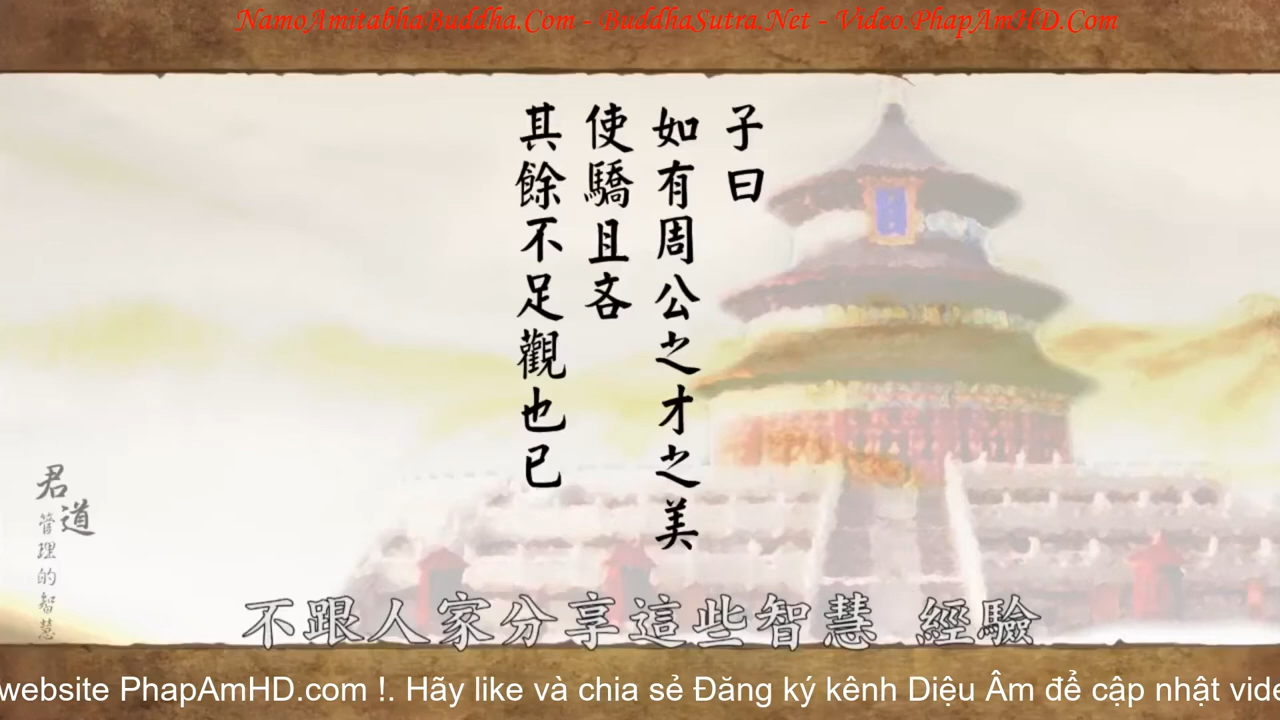 NamoAmitabhaBuddha.Com - BuddhaSutra.Net - Video.PhapAmHD.Com
子曰
如有周公之才之美
使驕且吝
其餘不足觀也已
君道
管理的智慧
不跟人家分享這些智慧 經驗
website PhapAmHD.com !. Hãy like và chia sẻ Đăng ký kênh Diệu Âm để cập nhật vide